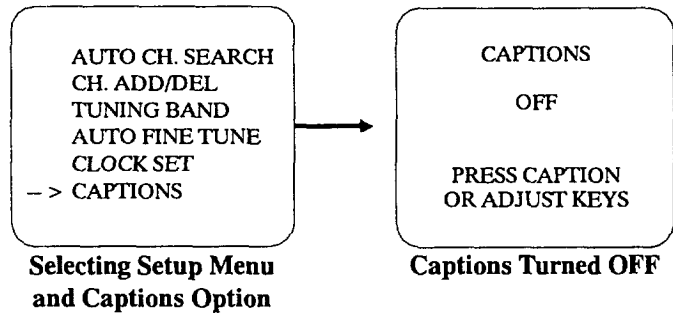 AUTO CH. SEARCH
CH. ADD/DEL
TUNING BAND
AUTO FINE TUNE
CLOCK SET
-> CAPTIONS
Selecting Setup Menu
and Captions Option
CAPTIONS
OFF
PRESS CAPTION
OR ADJUST KEYS
Captions Turned OFF